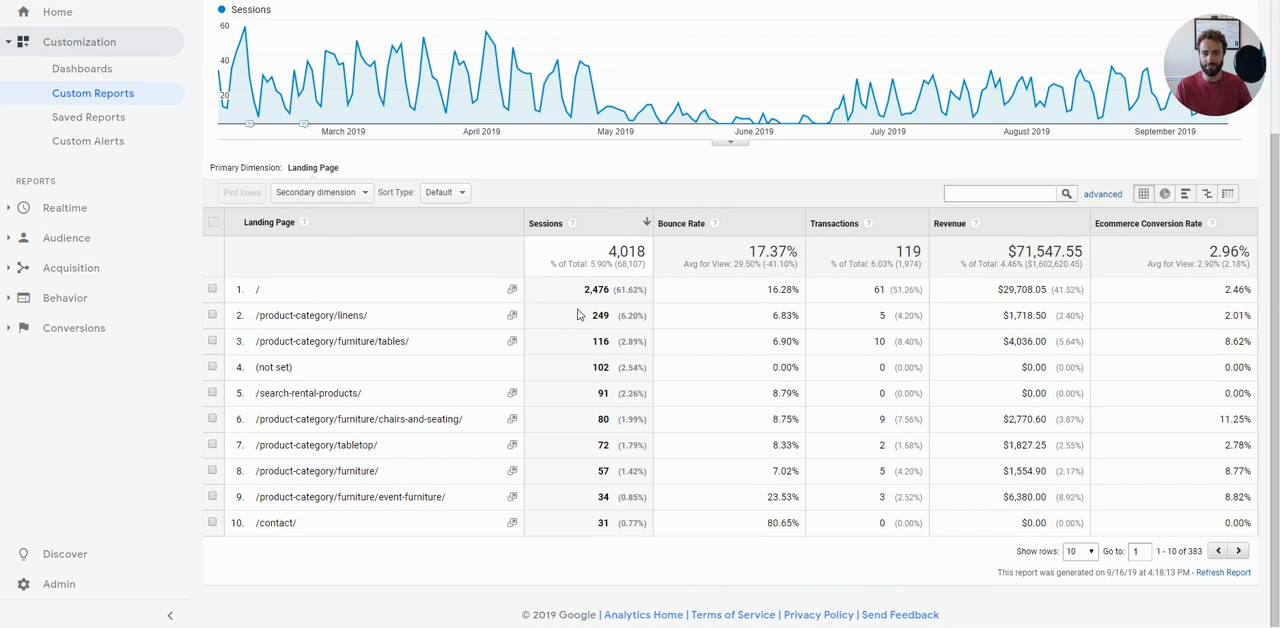 Home
Customization
Dashboards
Custom Reports
Saved Reports
Custom Alerts
REPORTS
Realtime
Audience
Acquisition
Behavior
Conversions
Discover
Admin
Sessions
60
40
20
March 2019 April 2019 May 2019 June 2019 July 2019 August 2019 September 2019
Primary Dimension: Landing Page
Plot Rows Secondary dimension Sort Type: Default advanced
Landing Page ? Sessions ? Bounce Rate ? Transactions ? Revenue ? Ecommerce Conversion Rate ?
4,018 17.37% 119 $71,547.55 2.96%
% of Total: 5.90% (68,107) Avg for View: 29.50% (-41.10%) % of Total: 6.03% (1,974) % of Total: 4.46% ($1,602,620.45) Avg for View: 2.90% (2.18%)
1. / 2,476 (61.62%) 16.28% 61 (51.26%) $29,708.05 (41.52%) 2.46%
2. /product-category/linens/ 249 (6.20%) 6.83% 5 (4.20%) $1,718.50 (2.40%) 2.01%
3. /product-category/furniture/tables/ 116 (2.89%) 6.90% 10 (8.40%) $4,036.00 (5.64%) 8.62%
4. (not set) 102 (2.54%) 0.00% 0 (0.00%) $0.00 (0.00%) 0.00%
5. /search-rental-products/ 91 (2.26%) 8.79% 0 (0.00%) $0.00 (0.00%) 0.00%
6. /product-category/furniture/chairs-and-seating/ 80 (1.99%) 8.75% 9 (7.56%) $2,770.60 (3.87%) 11.25%
7. /product-category/tabletop/ 72 (1.79%) 8.33% 2 (1.68%) $1,827.25 (2.55%) 2.78%
8. /product-category/furniture/ 57 (1.42%) 7.02% 5 (4.20%) $1,554.90 (2.17%) 8.77%
9. /product-category/furniture/event-furniture/ 34 (0.85%) 23.53% 3 (2.52%) $6,380.00 (8.92%) 8.82%
10. /contact/ 31 (0.77%) 80.65% 0 (0.00%) $0.00 (0.00%) 0.00%
Show rows: 10 Go to: 1 1 - 10 of 383
This report was generated on 9/16/19 at 4:18:13 PM - Refresh Report
© 2019 Google | Analytics Home | Terms of Service | Privacy Policy | Send Feedback